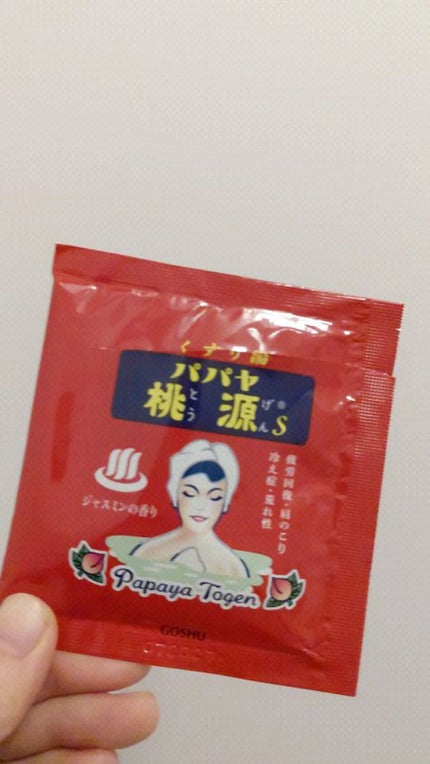 くすり湯
パパヤ
桃源®S
とうげん
疲労回復・肩のこり
冷え症・荒れ性
ジャスミンの香り
Papaya Togen
GOSHU